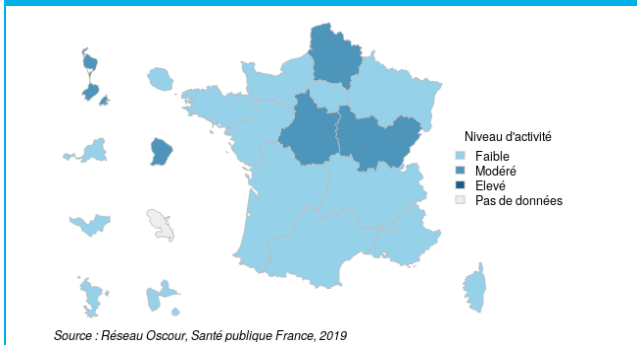 Niveau d'activité
Faible
Modéré
Elevé
Pas de données
Source : Réseau Oscour, Santé publique France, 2019